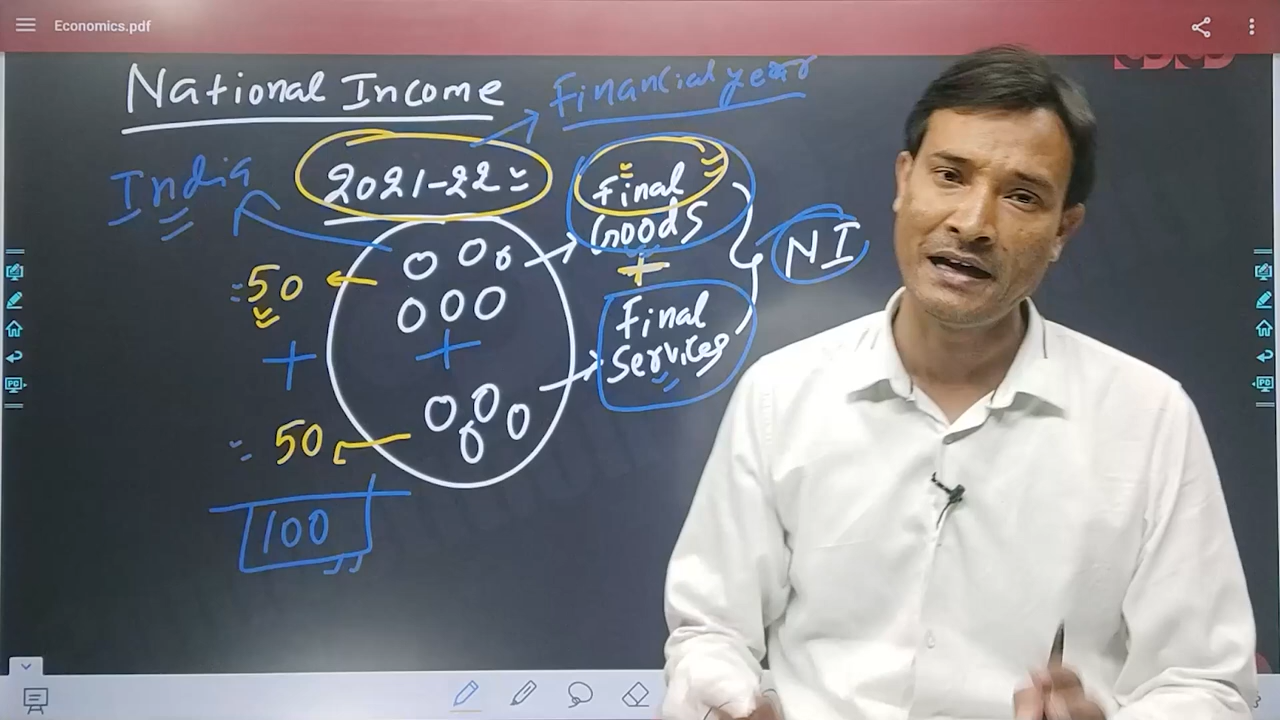 Economics.pdf
National Income
Financial year
India
2021-22
Final
Goods
NI
50
+
+
+
Final
Services
50
100